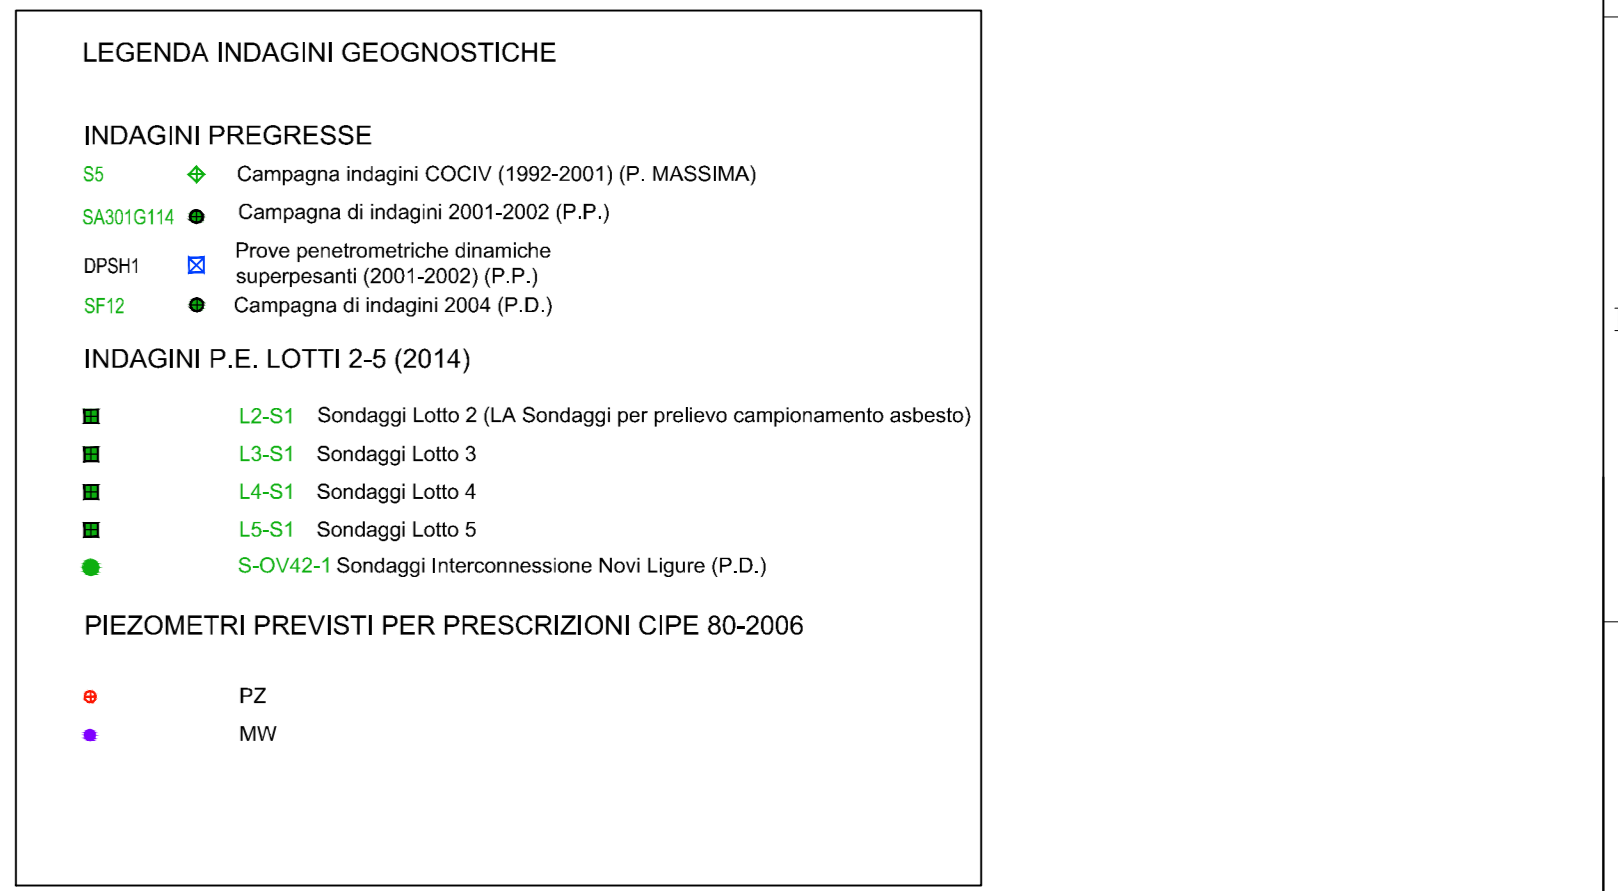 LEGENDA INDAGINI GEOGNOSTICHE
INDAGINI PREGRESSE
S5 Campagna indagini COCIV (1992-2001) (P. MASSIMA)
SA301G114 Campagna di indagini 2001-2002 (P.P.)
DPSH1 Prove penetrometriche dinamiche
superpesanti (2001-2002) (P.P.)
SF12 Campagna di indagini 2004 (P.D.)
INDAGINI P.E. LOTTI 2-5 (2014)
L2-S1 Sondaggi Lotto 2 (LA Sondaggi per prelievo campionamento asbesto)
L3-S1 Sondaggi Lotto 3
L4-S1 Sondaggi Lotto 4
L5-S1 Sondaggi Lotto 5
S-OV42-1 Sondaggi Interconnessione Novi Ligure (P.D.)
PIEZOMETRI PREVISTI PER PRESCRIZIONI CIPE 80-2006
PZ
MW